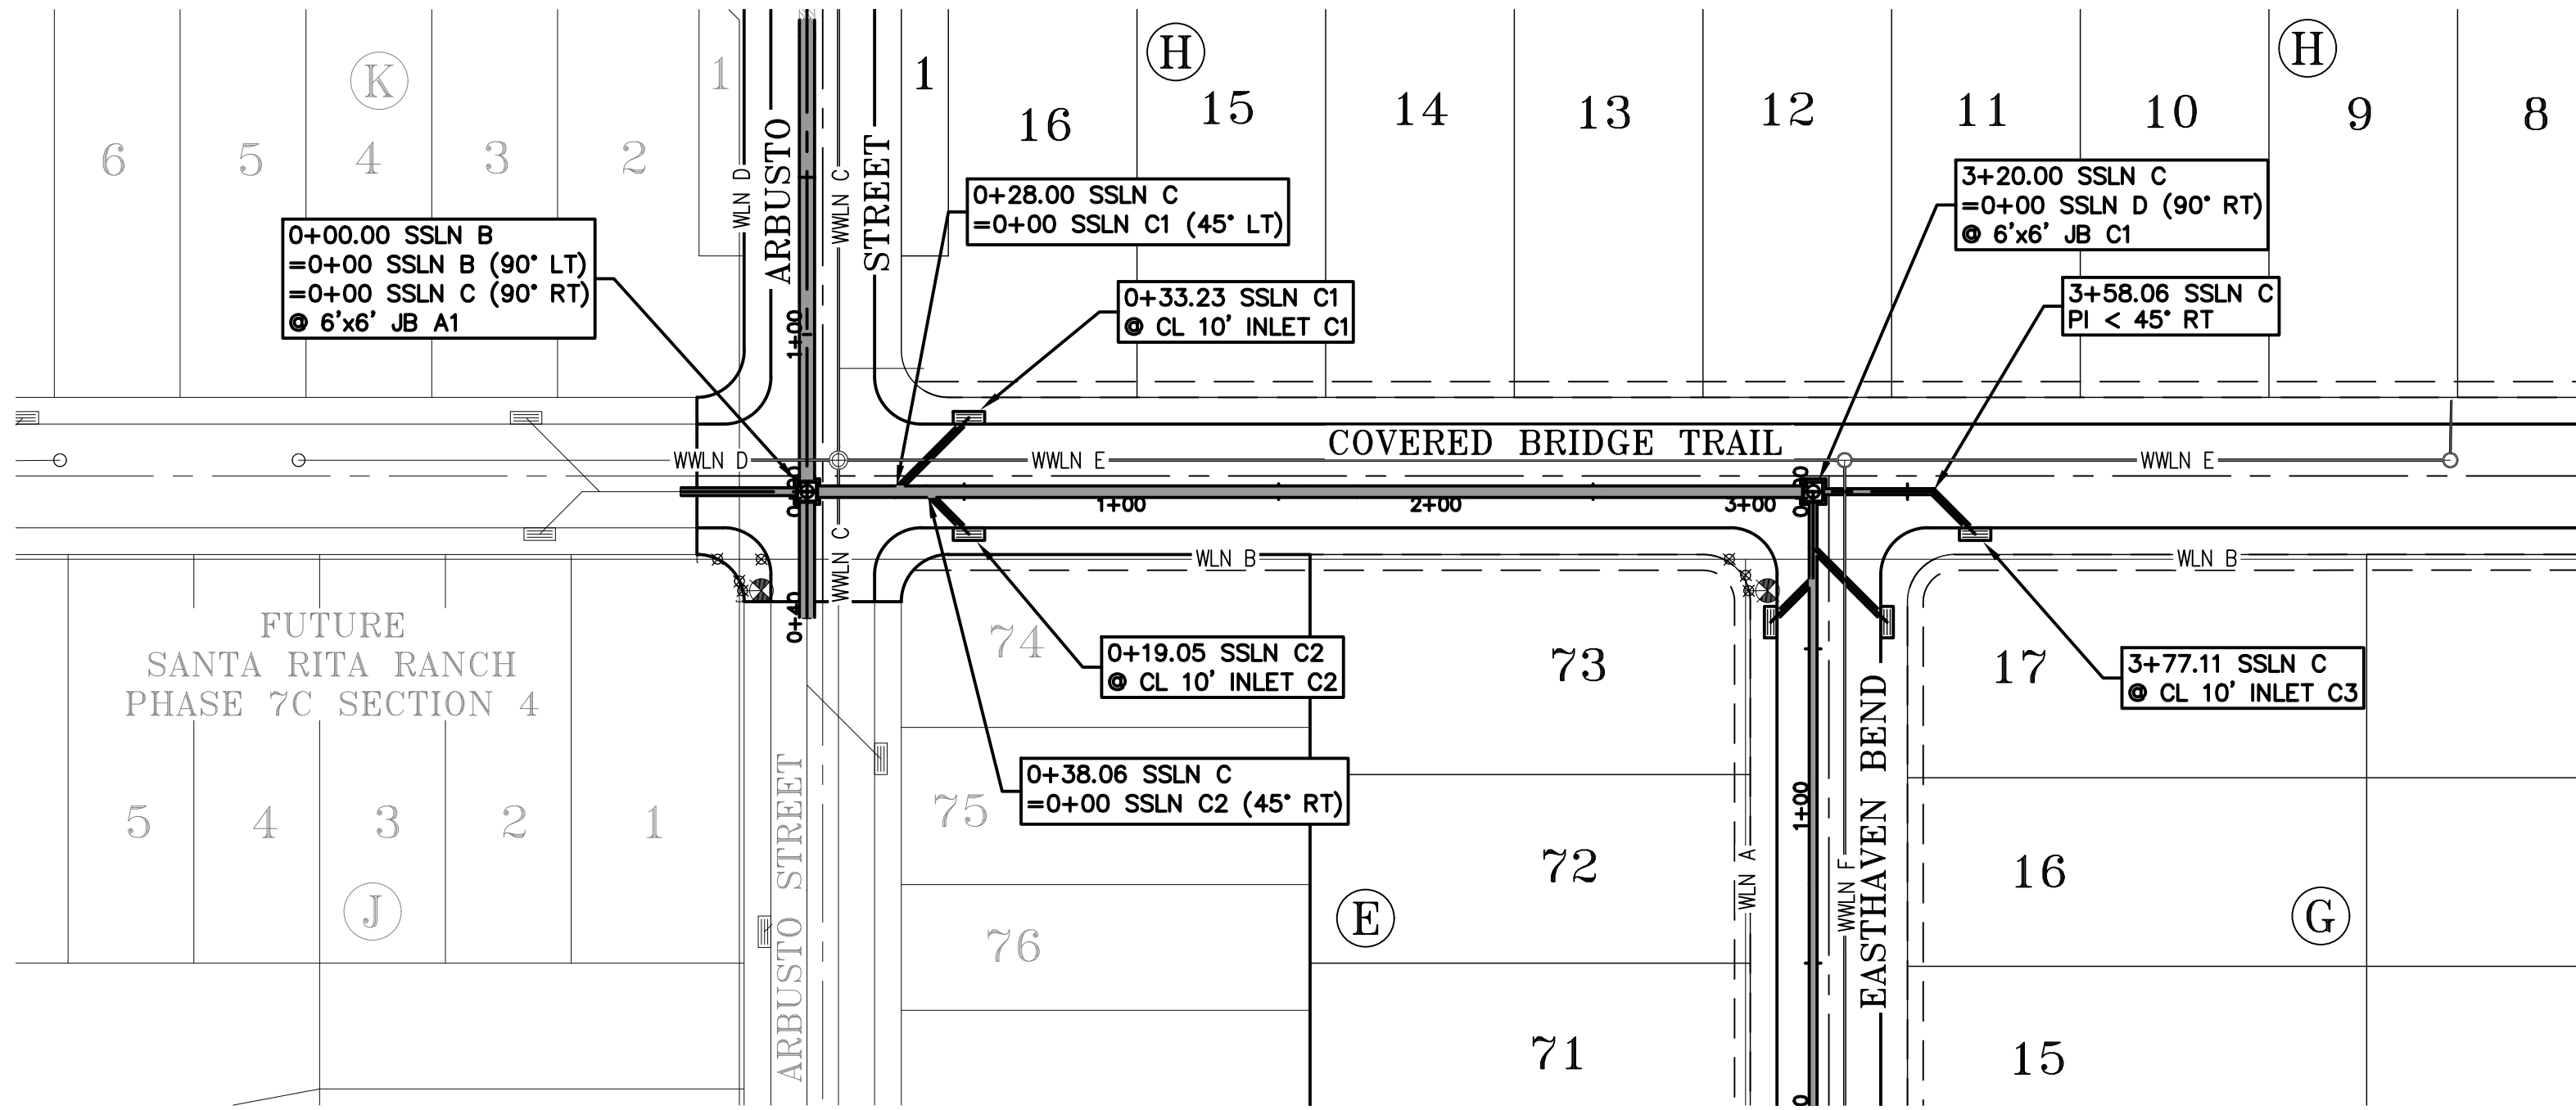 K
H
H
1
1
16
15
14
13
12
11
10
9
8
6
5
4
3
2
WLN D
ARBUSTO
WWLN C
STREET
0+00.00 SSLN B
=0+00 SSLN B (90° LT)
=0+00 SSLN C (90° RT)
@ 6'x6' JB A1
0+28.00 SSLN C
=0+00 SSLN C1 (45° LT)
0+33.23 SSLN C1
@ CL 10' INLET C1
3+20.00 SSLN C
=0+00 SSLN D (90° RT)
@ 6'x6' JB C1
3+58.06 SSLN C
PI < 45° RT
1+00
COVERED BRIDGE TRAIL
WWLN D
WWLN E
WWLN E
1+00
2+00
3+00
WWLN C
WLN B
WLN B
0+40
FUTURE
SANTA RITA RANCH
PHASE 7C SECTION 4
74
73
17
0+19.05 SSLN C2
@ CL 10' INLET C2
3+77.11 SSLN C
@ CL 10' INLET C3
0+38.06 SSLN C
=0+00 SSLN C2 (45° RT)
5
4
3
2
1
75
72
16
1+00
WLN A
WWLN F
EASTHAVEN BEND
ARBUSTO STREET
J
E
G
76
71
15